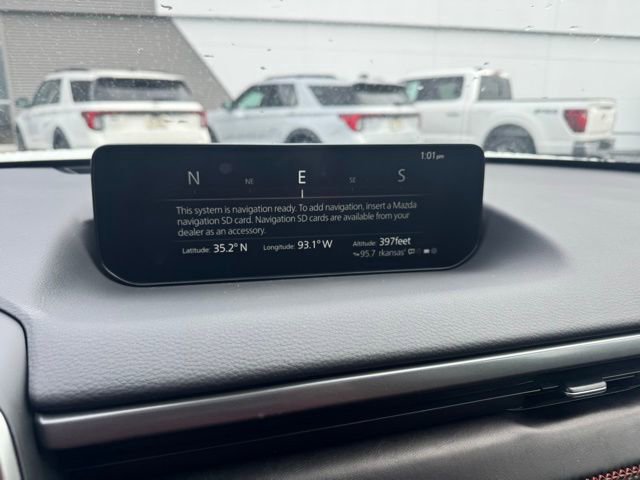 1:01 pm
N NE E SE S
This system is navigation ready. To add navigation, insert a Mazda
navigation SD card. Navigation SD cards are available from your
dealer as an accessory.
Latitude: 35.2° N Longitude: 93.1° W Altitude: 397feet
95.7 rkansas'